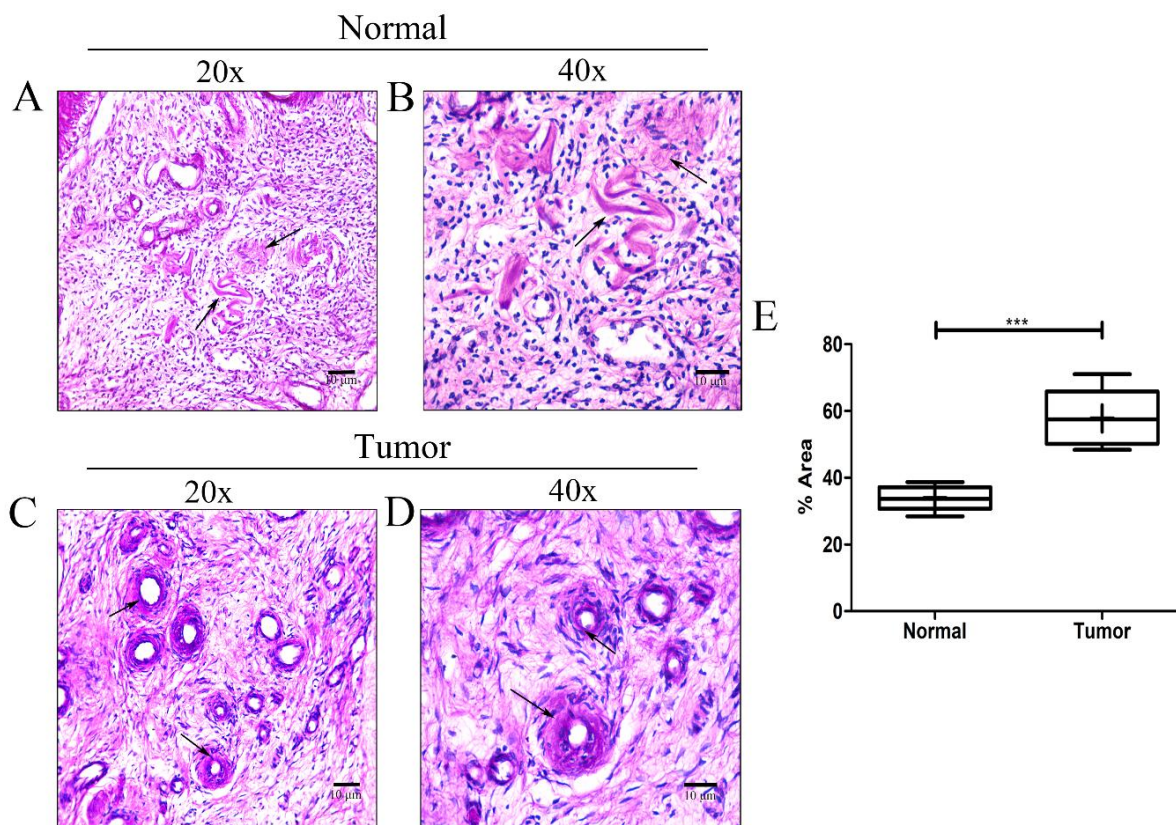 Normal
20x
40x
A
B
10 μm
10 μm
Tumor
20x
40x
C
D
10 μm
10 μm
E
***
80
60
40
20
0
% Area
Normal
Tumor